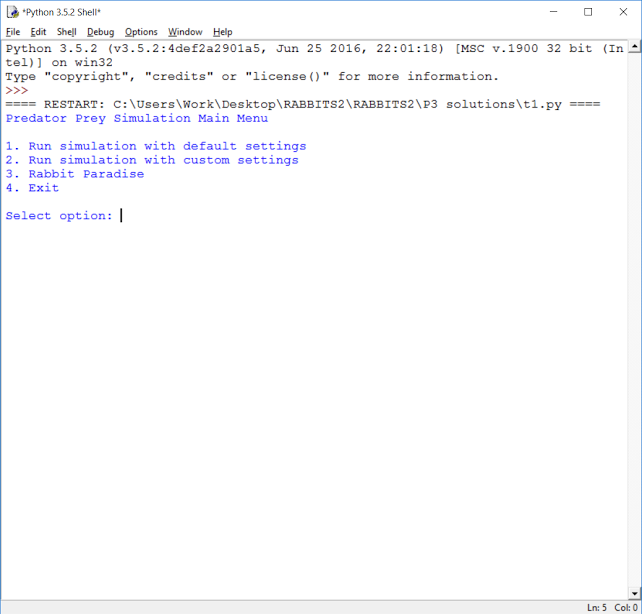 *Python 3.5.2 Shell*
File Edit Shell Debug Options Window Help
Python 3.5.2 (v3.5.2:4def2a2901a5, Jun 25 2016, 22:01:18) [MSC v.1900 32 bit (In
tel)] on win32
Type "copyright", "credits" or "license()" for more information.
>>>
==== RESTART: C:\Users\Work\Desktop\RABBITS2\RABBITS2\P3 solutions\t1.py ====
Predator Prey Simulation Main Menu
1. Run simulation with default settings
2. Run simulation with custom settings
3. Rabbit Paradise
4. Exit
Select option:
Ln: 5 Col: 0